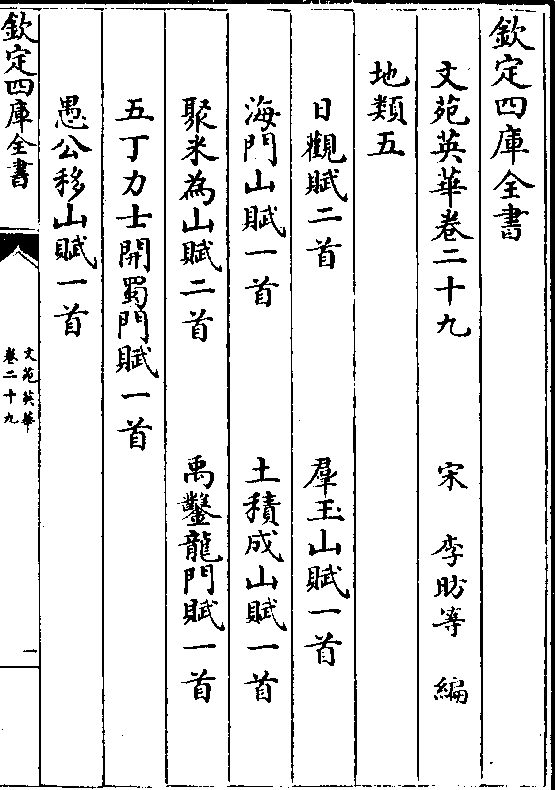 欽定四庫全書
文苑英華卷二十九
宋　李昉等　編
地類五
日觀賦二首　羣玉山賦一首
海門山賦一首　土積成山賦一首
聚米為山賦二首　禹鑿龍門賦一首
五丁力士開蜀門賦一首
愚公移山賦一首
欽定四庫全書
文苑英華
卷二十九
一